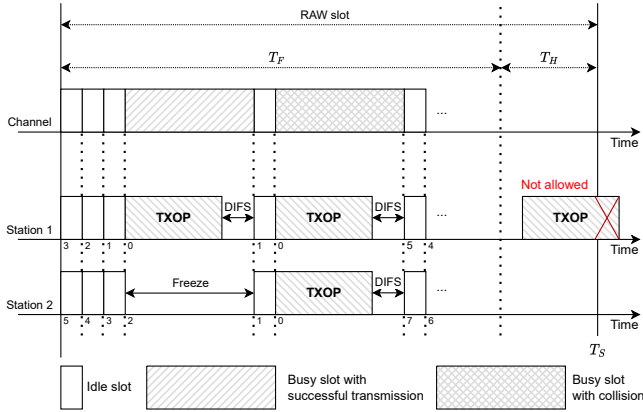 RAW slot
T_F
T_H
Channel
...
Time
Not allowed
Station 1
TXOP
DIFS
TXOP
DIFS
...
TXOP
3 2 1 0 1 0 5 4
Time
Station 2
Freeze
TXOP
DIFS
...
5 4 3 2 1 0 7 6
Time
T_S
Idle slot
Busy slot with
successful transmission
Busy slot
with collision